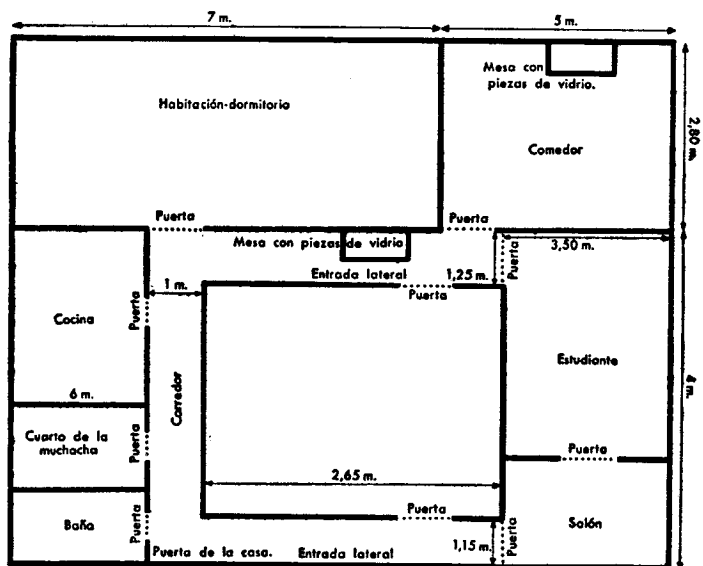 7 m.
5 m.
Mesa con
piezas de vidrio.
Habitación-dormitorio
Comedor
2,80 m.
Puerta
Puerta
Mesa con piezas de vidrio
3,50 m.
Puerta
Entrada lateral
1,25 m.
1 m.
Puerta
Puerta
Cocina
Estudiante
4 m.
6 m.
Corredor
Cuarto de la
muchacha
Puerta
Puerta
2,65 m.
Puerta
Baña
Puerta
Salón
Puerta de la casa.
Entrada lateral
1,15 m.
Puerta